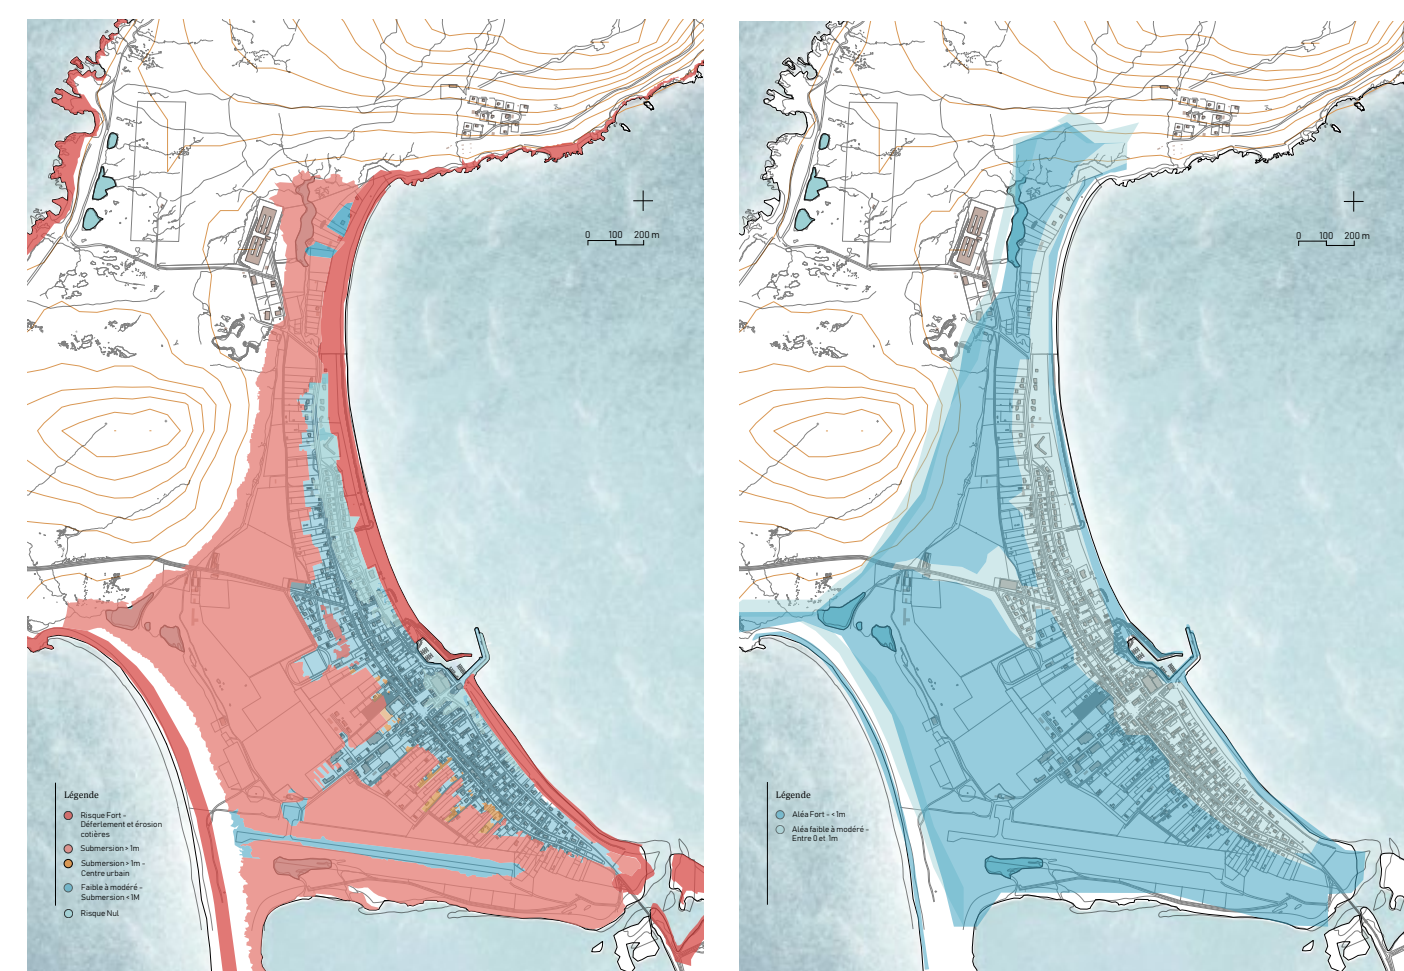 0 100 200 m
0 100 200 m
Légende
Risque Fort -
Déferlement et érosion
cotières
Submersion > 1m
Submersion > 1m -
Centre urbain
Faible à modéré -
Submersion < 1M
Risque Nul
Légende
Aléa Fort - < 1m
Aléa faible à modéré -
Entre 0 et 1m